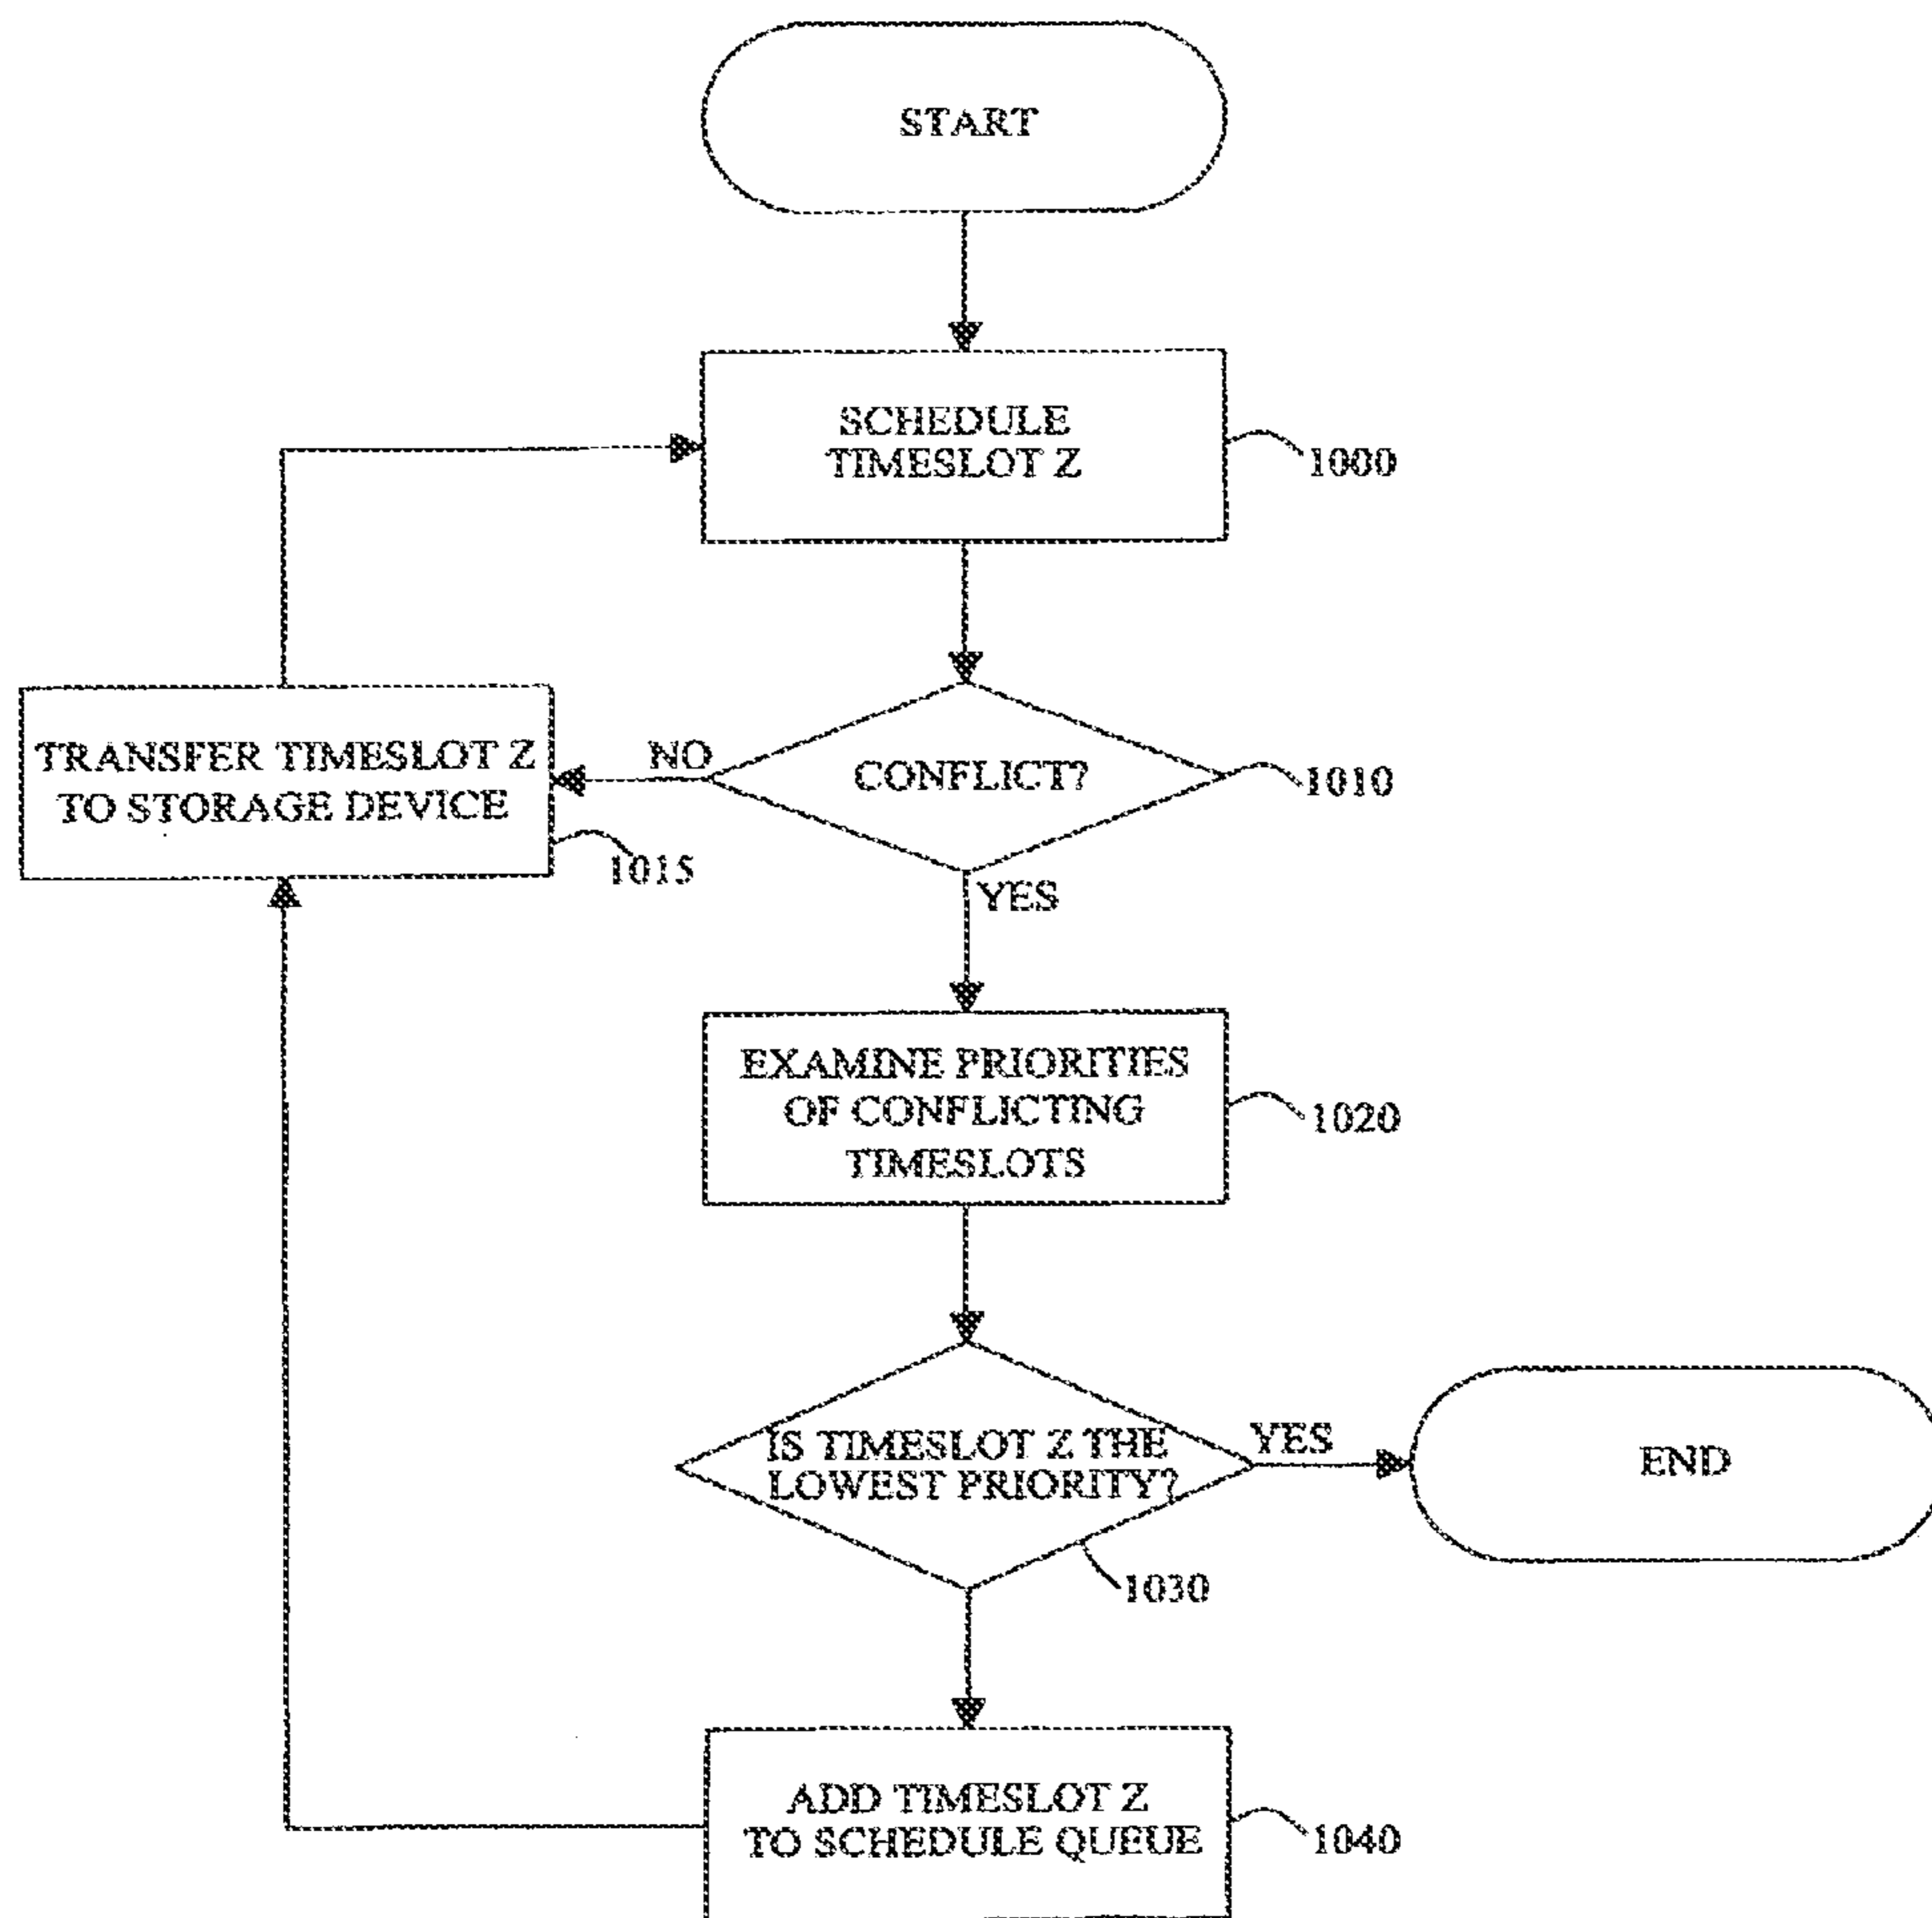 START
SCHEDULE
TIMESLOT Z
1000
TRANSFER TIMESLOT Z
TO STORAGE DEVICE
1015
NO
CONFLICT?
1010
YES
EXAMINE PRIORITIES
OF CONFLICTING
TIMESLOTS
1020
IS TIMESLOT Z THE
LOWEST PRIORITY?
1030
YES
END
ADD TIMESLOT Z
TO SCHEDULE QUEUE
1040